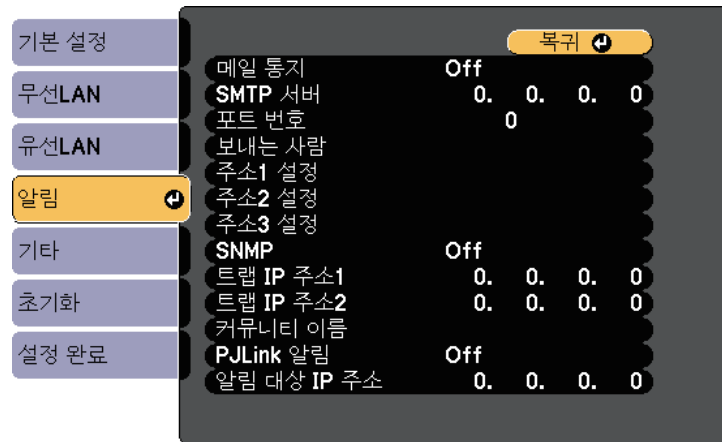 기본 설정
무선LAN
유선LAN
알림
기타
초기화
설정 완료
복귀
메일 통지 Off
SMTP 서버 0. 0. 0. 0
포트 번호 0
보내는 사람
주소1 설정
주소2 설정
주소3 설정
SNMP Off
트랩 IP 주소1 0. 0. 0. 0
트랩 IP 주소2 0. 0. 0. 0
커뮤니티 이름
PJLink 알림 Off
알림 대상 IP 주소 0. 0. 0. 0